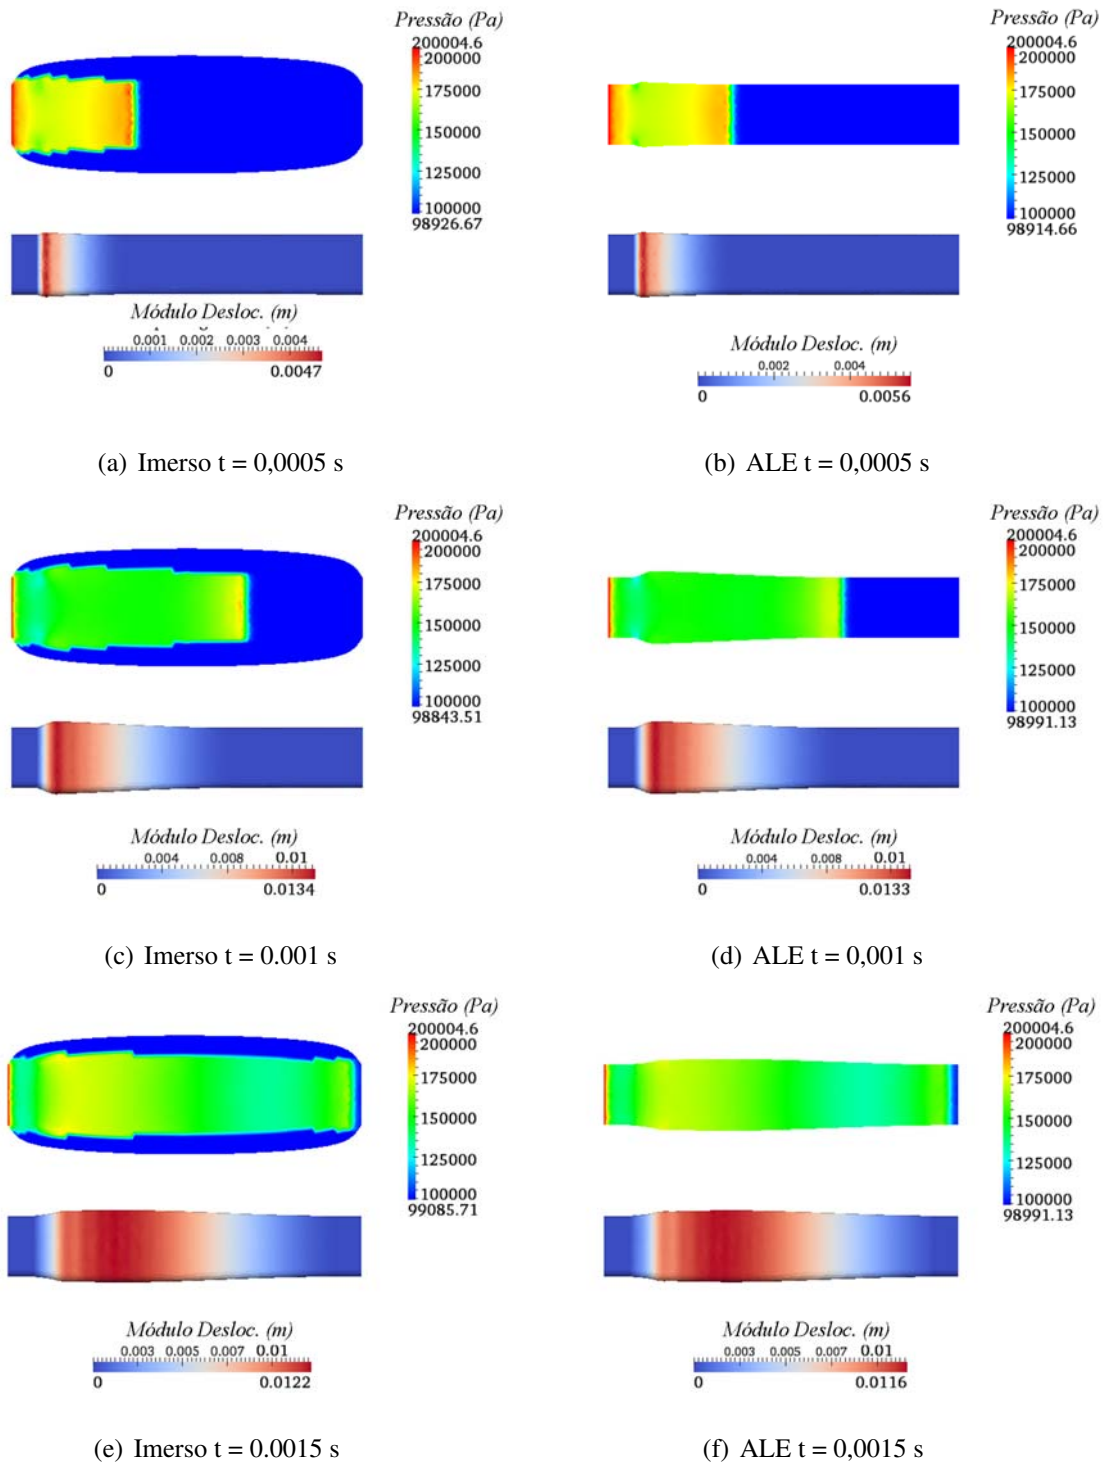 Pressão (Pa)
200004.6
200000
175000
150000
125000
100000
98926.67
Módulo Desloc. (m)
0.001 0.002 0.003 0.004
0 0.0047
(a) Imerso t = 0,0005 s
Pressão (Pa)
200004.6
200000
175000
150000
125000
100000
98914.66
Módulo Desloc. (m)
0.002 0.004
0 0.0056
(b) ALE t = 0,0005 s
Pressão (Pa)
200004.6
200000
175000
150000
125000
100000
98843.51
Módulo Desloc. (m)
0.004 0.008 0.01
0 0.0134
(c) Imerso t = 0.001 s
Pressão (Pa)
200004.6
200000
175000
150000
125000
100000
98991.13
Módulo Desloc. (m)
0.004 0.008 0.01
0 0.0133
(d) ALE t = 0,001 s
Pressão (Pa)
200004.6
200000
175000
150000
125000
100000
99085.71
Módulo Desloc. (m)
0.003 0.005 0.007 0.01
0 0.0122
(e) Imerso t = 0.0015 s
Pressão (Pa)
200004.6
200000
175000
150000
125000
100000
98991.13
Módulo Desloc. (m)
0.003 0.005 0.007 0.01
0 0.0116
(f) ALE t = 0,0015 s